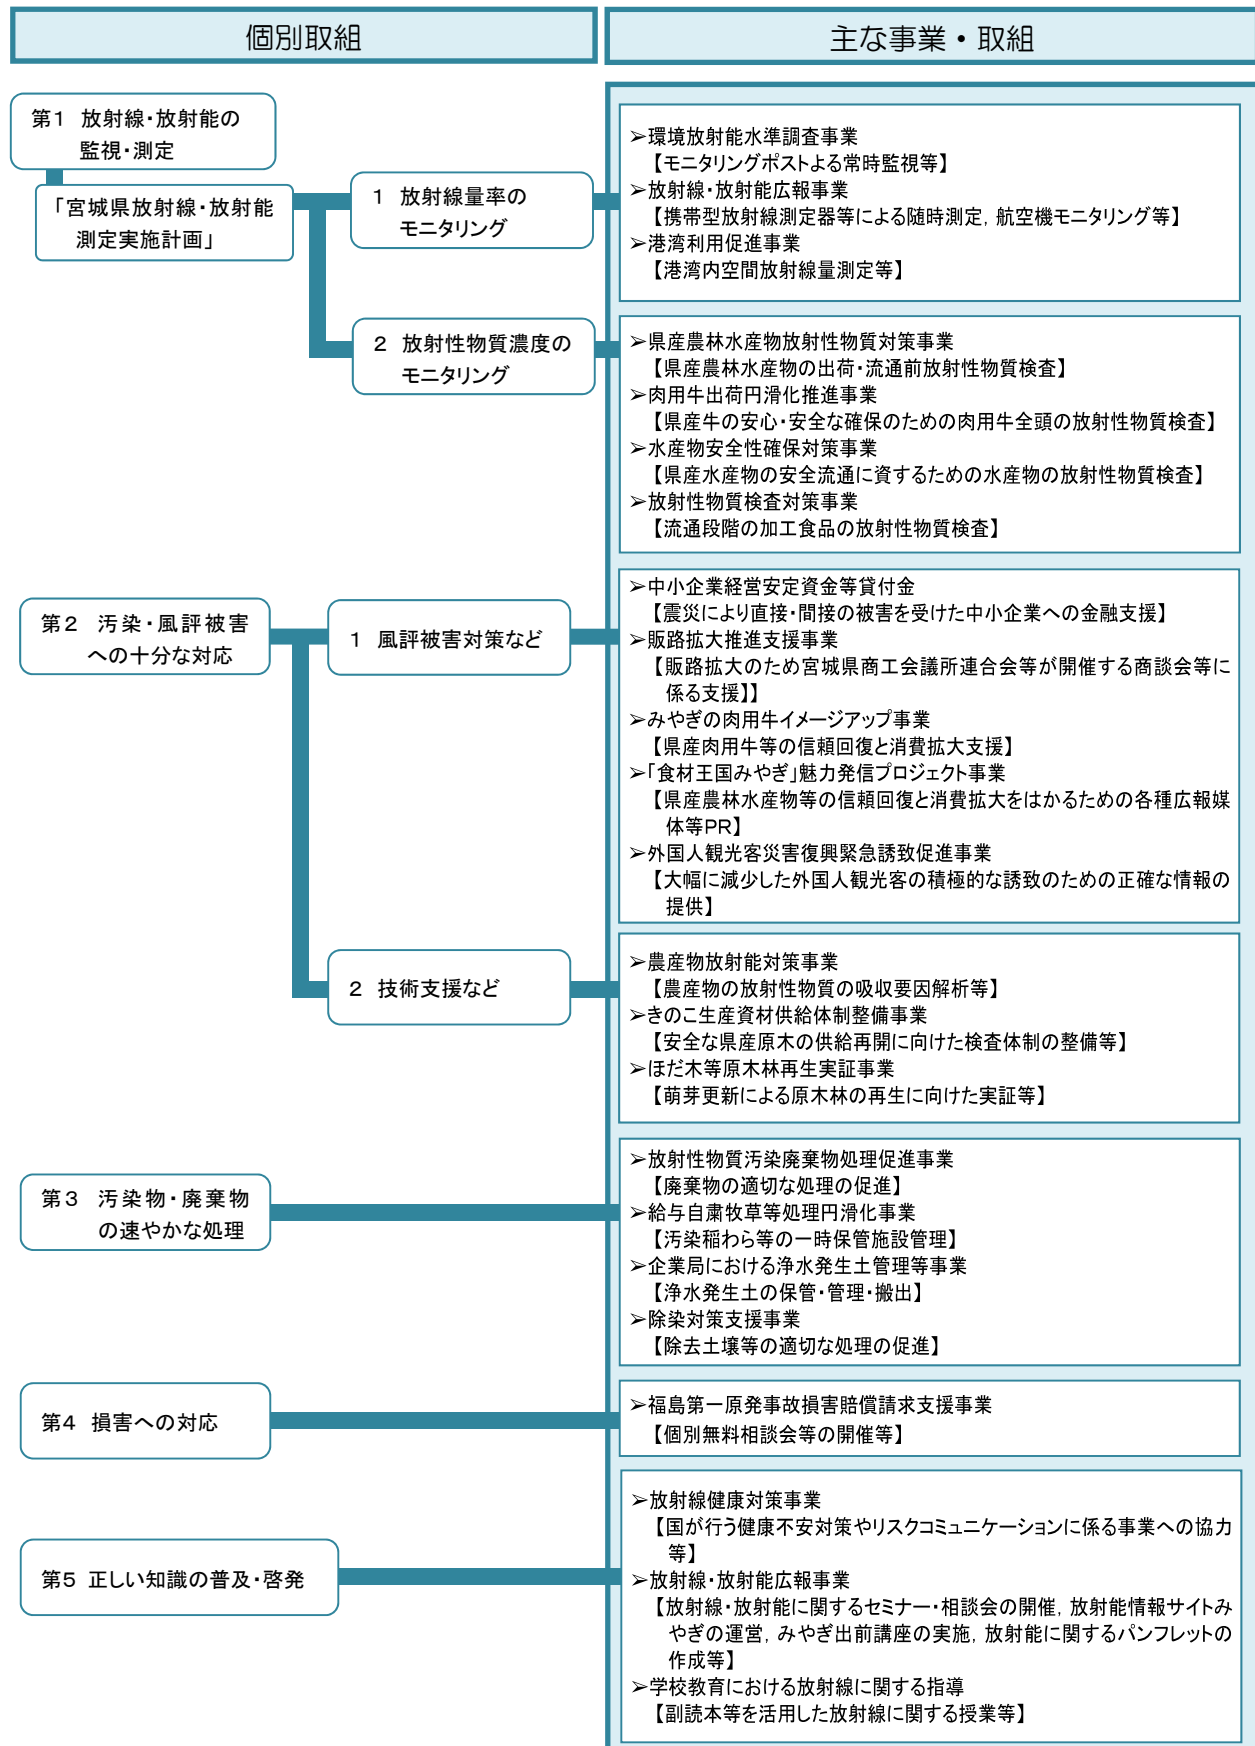 個別取組
主な事業・取組
第1 放射線・放射能の
監視・測定
「宮城県放射線・放射能
測定実施計画」
1 放射線量率の
モニタリング
➢環境放射能水準調査事業
【モニタリングポストよる常時監視等】
➢放射線・放射能広報事業
【携帯型放射線測定器等による随時測定，航空機モニタリング等】
➢港湾利用促進事業
【港湾内空間放射線量測定等】
2 放射性物質濃度の
モニタリング
➢県産農林水産物放射性物質対策事業
【県産農林水産物の出荷・流通前放射性物質検査】
➢肉用牛出荷円滑化推進事業
【県産牛の安心・安全な確保のための肉用牛全頭の放射性物質検査】
➢水産物安全性確保対策事業
【県産水産物の安全流通に資するための水産物の放射性物質検査】
➢放射性物質検査対策事業
【流通段階の加工食品の放射性物質検査】
第2 汚染・風評被害
への十分な対応
1 風評被害対策など
➢中小企業経営安定資金等貸付金
【震災により直接・間接の被害を受けた中小企業への金融支援】
➢販路拡大推進支援事業
【販路拡大のため宮城県商工会議所連合会等が開催する商談会等に
係る支援】】
➢みやぎの肉用牛イメージアップ事業
【県産肉用牛等の信頼回復と消費拡大支援】
➢「食材王国みやぎ」魅力発信プロジェクト事業
【県産農林水産物等の信頼回復と消費拡大をはかるための各種広報媒
体等PR】
➢外国人観光客災害復興緊急誘致促進事業
【大幅に減少した外国人観光客の積極的な誘致のための正確な情報の
提供】
2 技術支援など
➢農産物放射能対策事業
【農産物の放射性物質の吸収要因解析等】
➢きのこ生産資材供給体制整備事業
【安全な県産原木の供給再開に向けた検査体制の整備等】
➢ほだ木等原木林再生実証事業
【萌芽更新による原木林の再生に向けた実証等】
第3 汚染物・廃棄物
の速やかな処理
➢放射性物質汚染廃棄物処理促進事業
【廃棄物の適切な処理の促進】
➢給与自粛牧草等処理円滑化事業
【汚染稲わら等の一時保管施設管理】
➢企業局における浄水発生土管理等事業
【浄水発生土の保管・管理・搬出】
➢除染対策支援事業
【除去土壌等の適切な処理の促進】
第4 損害への対応
➢福島第一原発事故損害賠償請求支援事業
【個別無料相談会等の開催等】
第5 正しい知識の普及・啓発
➢放射線健康対策事業
【国が行う健康不安対策やリスクコミュニケーションに係る事業への協力
等】
➢放射線・放射能広報事業
【放射線・放射能に関するセミナー・相談会の開催，放射能情報サイトみ
やぎの運営，みやぎ出前講座の実施，放射能に関するパンフレットの
作成等】
➢学校教育における放射線に関する指導
【副読本等を活用した放射線に関する授業等】